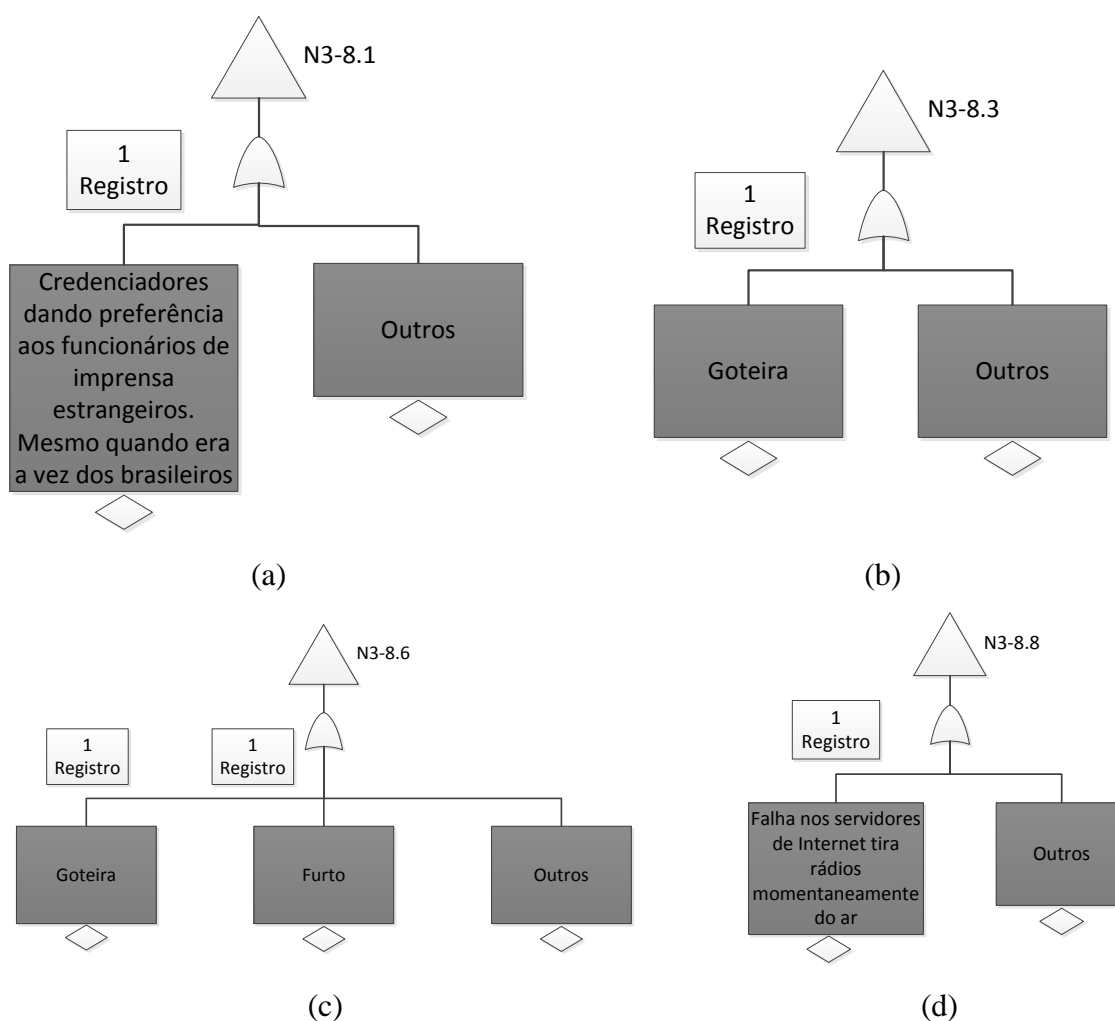 N3-8.1
1
Registro
Credenciadores
dando preferência
aos funcionários de
imprensa
estrangeiros.
Mesmo quando era
a vez dos brasileiros
Outros
(a)
N3-8.3
1
Registro
Goteira
Outros
(b)
N3-8.6
1
Registro
1
Registro
Goteira
Furto
Outros
(c)
N3-8.8
1
Registro
Falha nos servidores
de Internet tira
rádios
momentaneamente
do ar
Outros
(d)